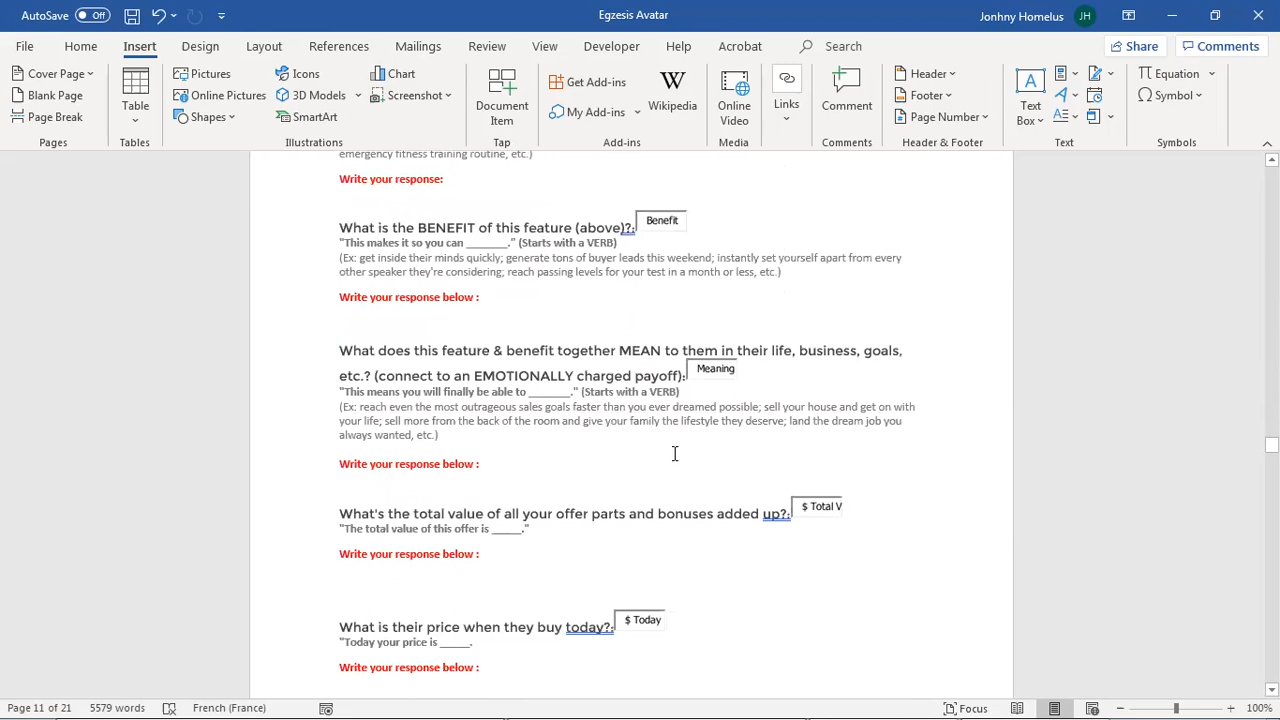 AutoSave Off
Egzesis Avatar
Jonhny Homelus JH
File Home Insert Design Layout References Mailings Review View Developer Help Acrobat Search Share Comments
Cover Page
Blank Page
Page Break
Pages
Table
Tables
Pictures
Online Pictures
Shapes
Icons
3D Models
SmartArt
Chart
Screenshot
Illustrations
Document
Item
Tap
Get Add-ins
My Add-ins
W
Wikipedia
Add-ins
Online
Video
Media
Links
Comment
Comments
Header
Footer
Page Number
Header & Footer
A
Text
Box
Text
Equation
Symbol
Symbols
emergency fitness training routine, etc.)
Write your response:
What is the BENEFIT of this feature (above)?: Benefit
"This makes it so you can _______." (Starts with a VERB)
(Ex: get inside their minds quickly; generate tons of buyer leads this weekend; instantly set yourself apart from every
other speaker they're considering; reach passing levels for your test in a month or less, etc.)
Write your response below :
What does this feature & benefit together MEAN to them in their life, business, goals,
etc.? (connect to an EMOTIONALLY charged payoff): Meaning
"This means you will finally be able to _______." (Starts with a VERB)
(Ex: reach even the most outrageous sales goals faster than you ever dreamed possible; sell your house and get on with
your life; sell more from the back of the room and give your family the lifestyle they deserve; land the dream job you
always wanted, etc.)
Write your response below :
What's the total value of all your offer parts and bonuses added up?: $ Total V
"The total value of this offer is _____."
Write your response below :
What is their price when they buy today?: $ Today
"Today your price is _____.
Write your response below :
Page 11 of 21 5579 words French (France) Focus 100%